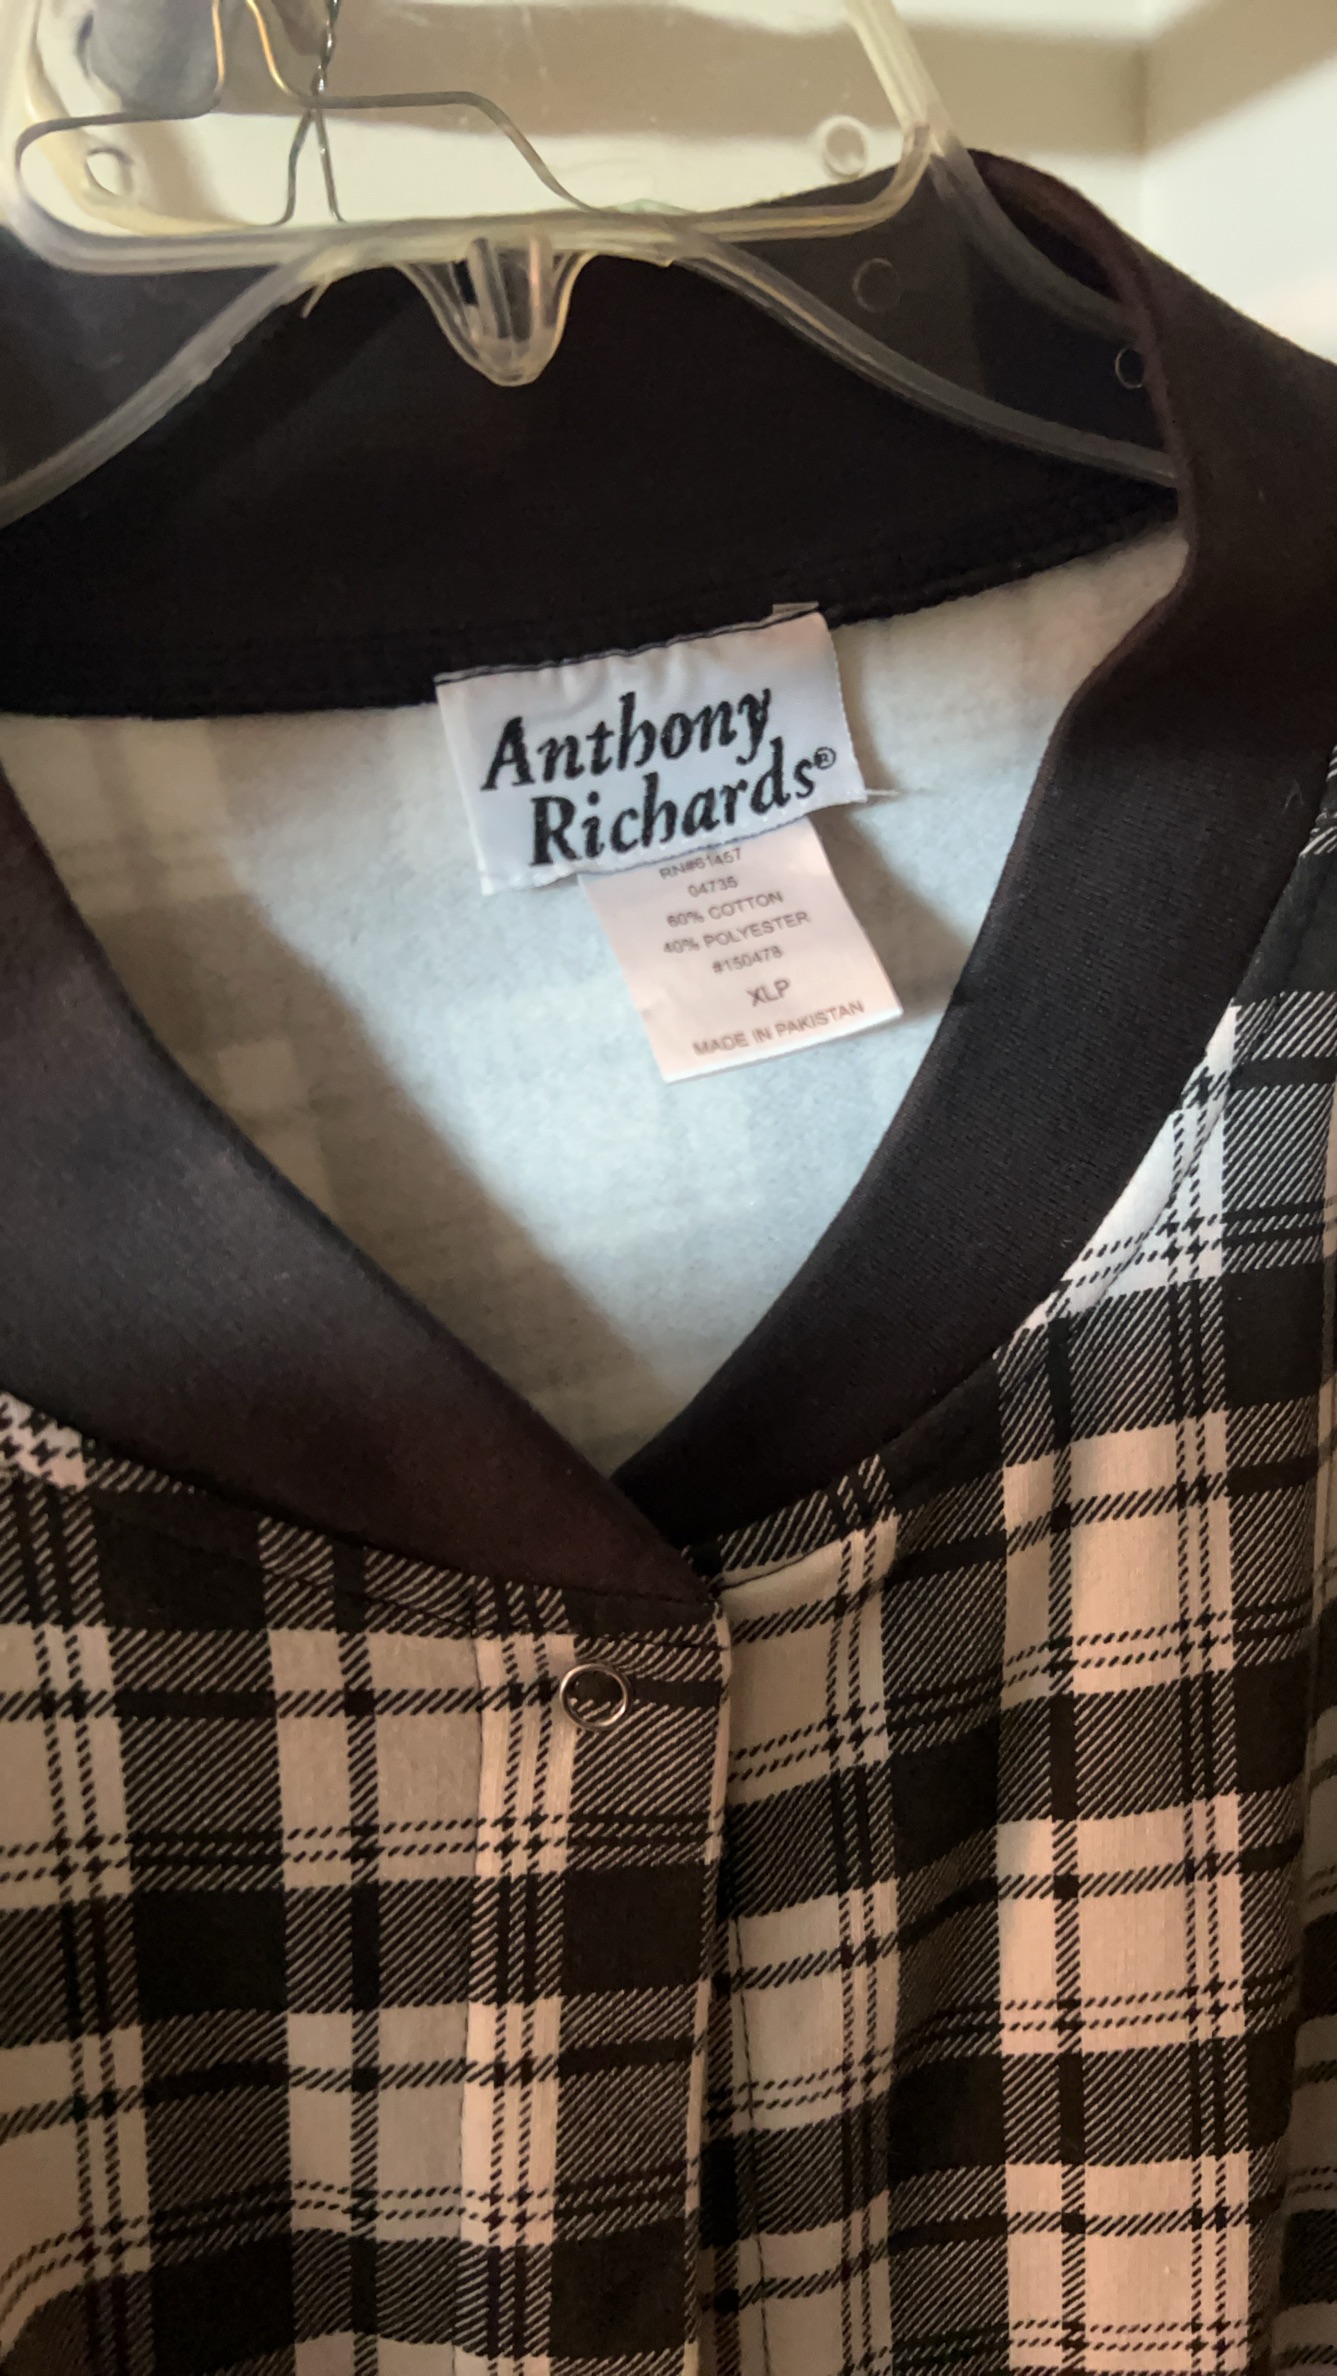 Anthony
Richards®
RN#61457
04735
60% COTTON
40% POLYESTER
#150478
XLP
MADE IN PAKISTAN